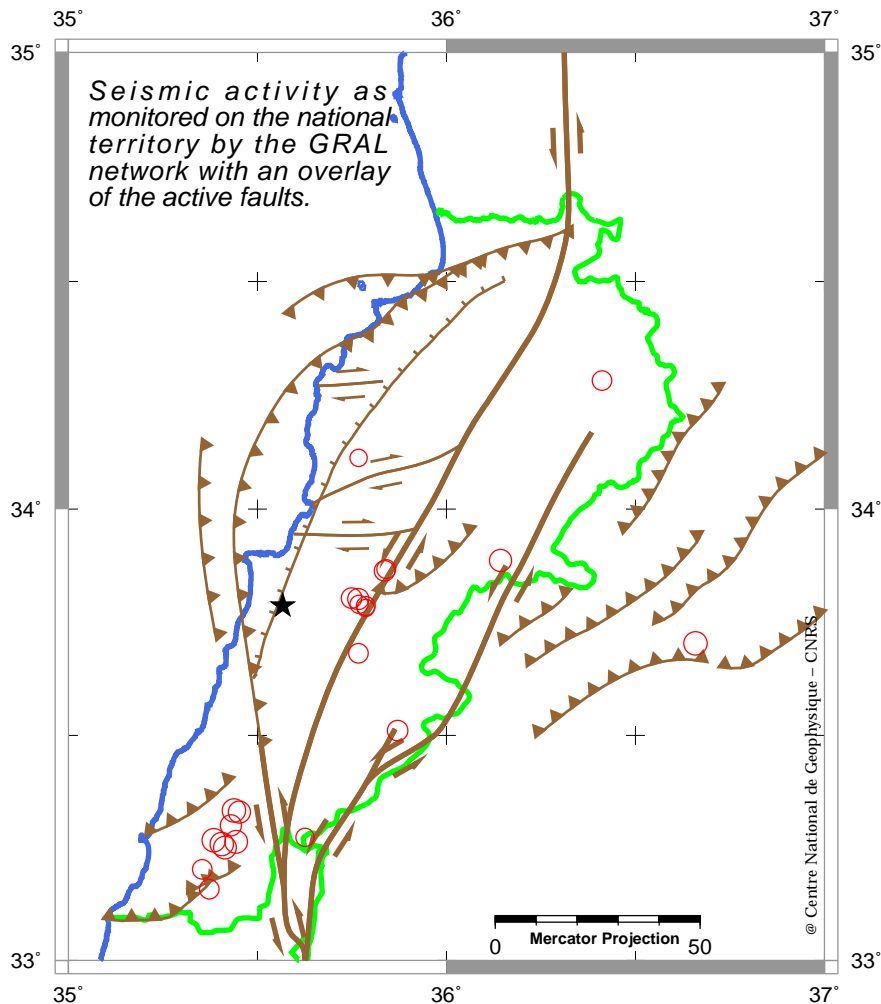 35˚ 36˚ 37˚
35˚ 35˚
Seismic activity as
monitored on the national
territory by the GRAL
network with an overlay
of the active faults.
34˚ 34˚
@ Centre National de Geophysique – CNRS
Mercator Projection
0 50
33˚ 33˚
35˚ 36˚ 37˚